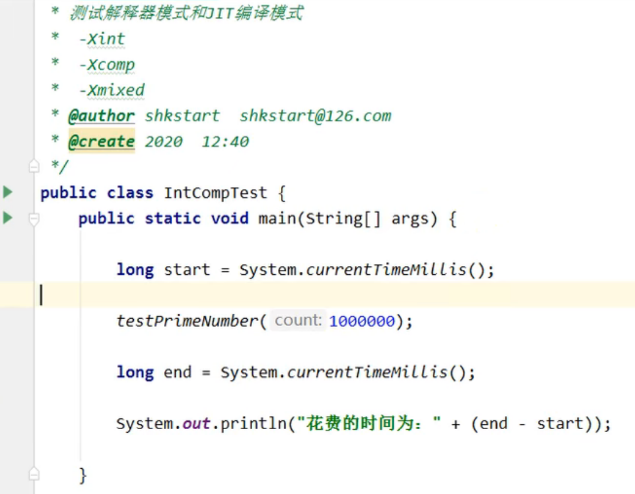 * 测试解释器模式和JIT编译模式
* -Xint
* -Xcomp
* -Xmixed
* @author shkstart shkstart@126.com
* @create 2020 12:40
*/
public class IntCompTest {
public static void main(String[] args) {
long start = System.currentTimeMillis();
testPrimeNumber( count: 1000000);
long end = System.currentTimeMillis();
System.out.println("花费的时间为：" + (end - start));
}